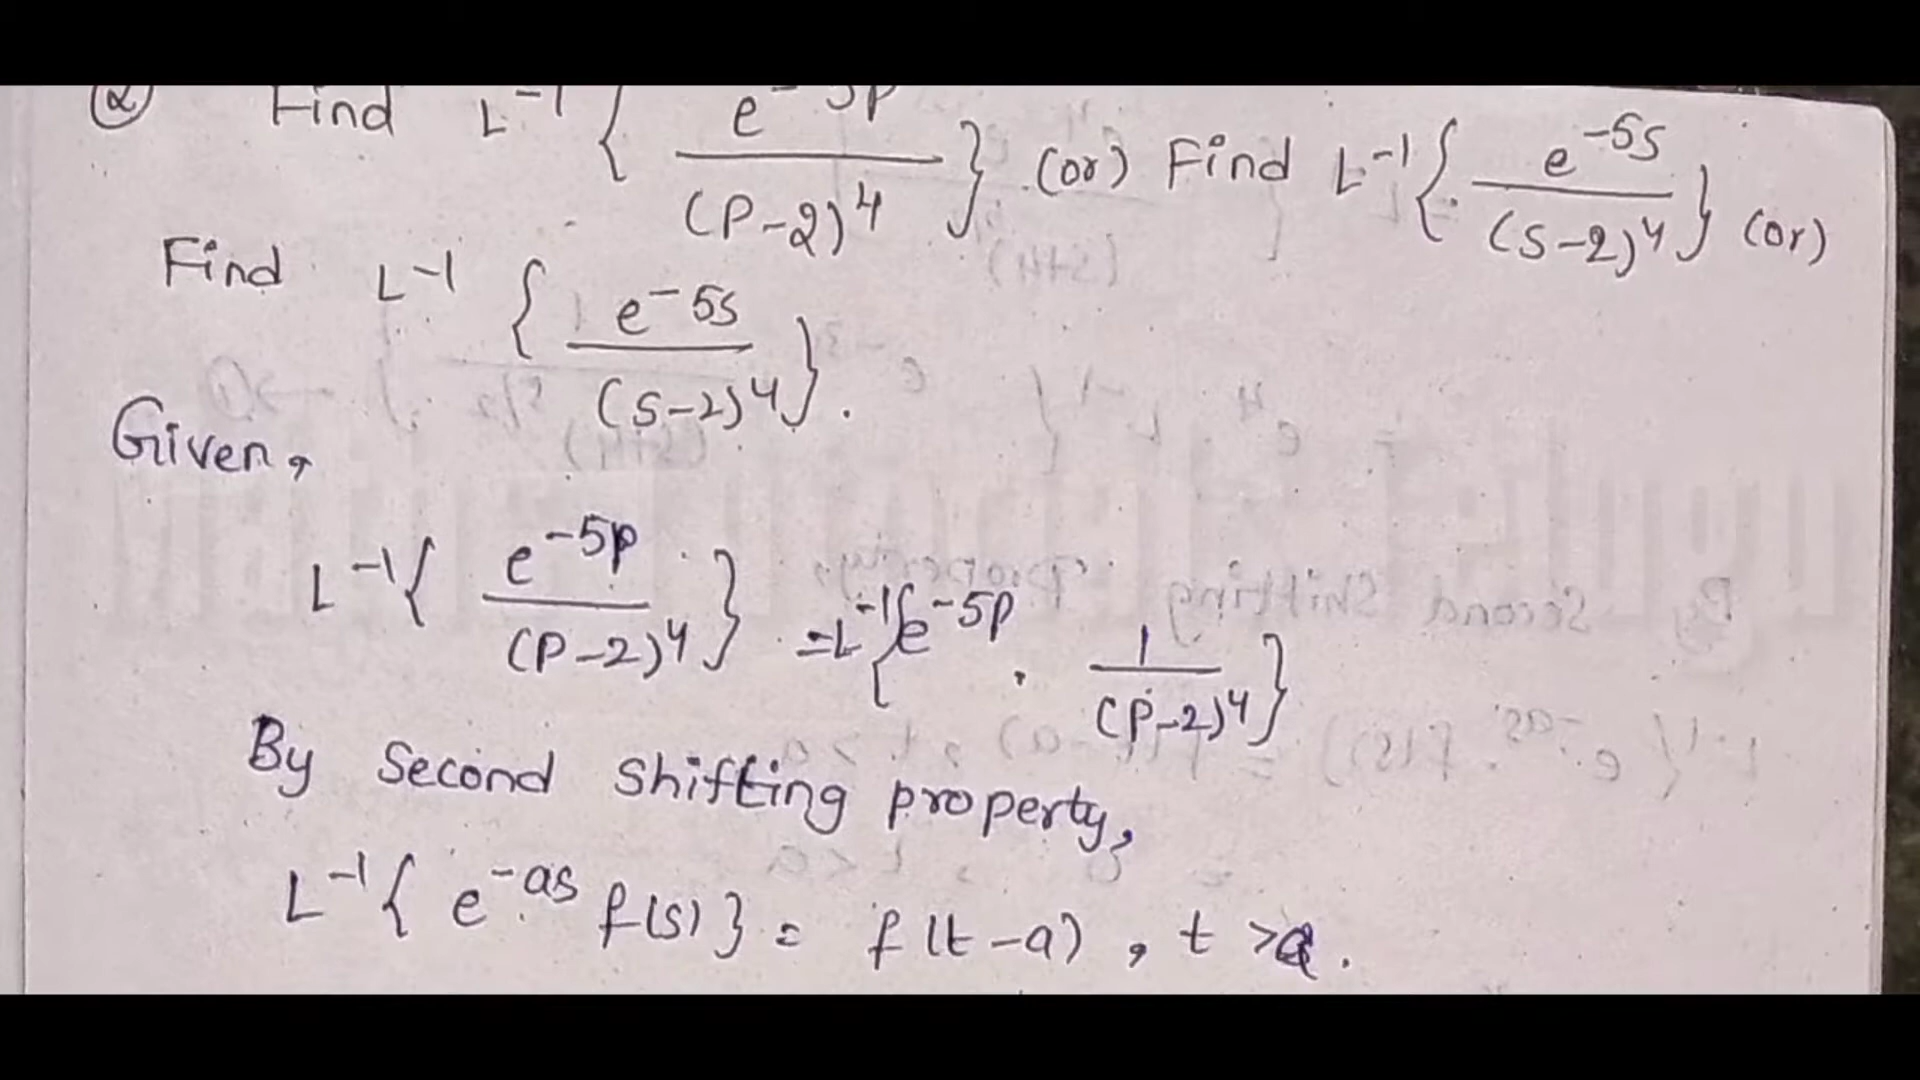 ② Find L⁻¹{ e⁻⁵ᵖ / (P-2)⁴ } (or) Find L⁻¹{ e⁻⁵ˢ / (S-2)⁴ } (or)
Find L⁻¹ { e⁻⁵ˢ / (S-2)⁴ }.
Given,
L⁻¹{ e⁻⁵ᵖ / (P-2)⁴ } = L⁻¹{ e⁻⁵ᵖ . 1 / (P-2)⁴ }
By Second Shifting property,
L⁻¹{ e⁻ᵃˢ f(s) } = f(t-a), t >a.